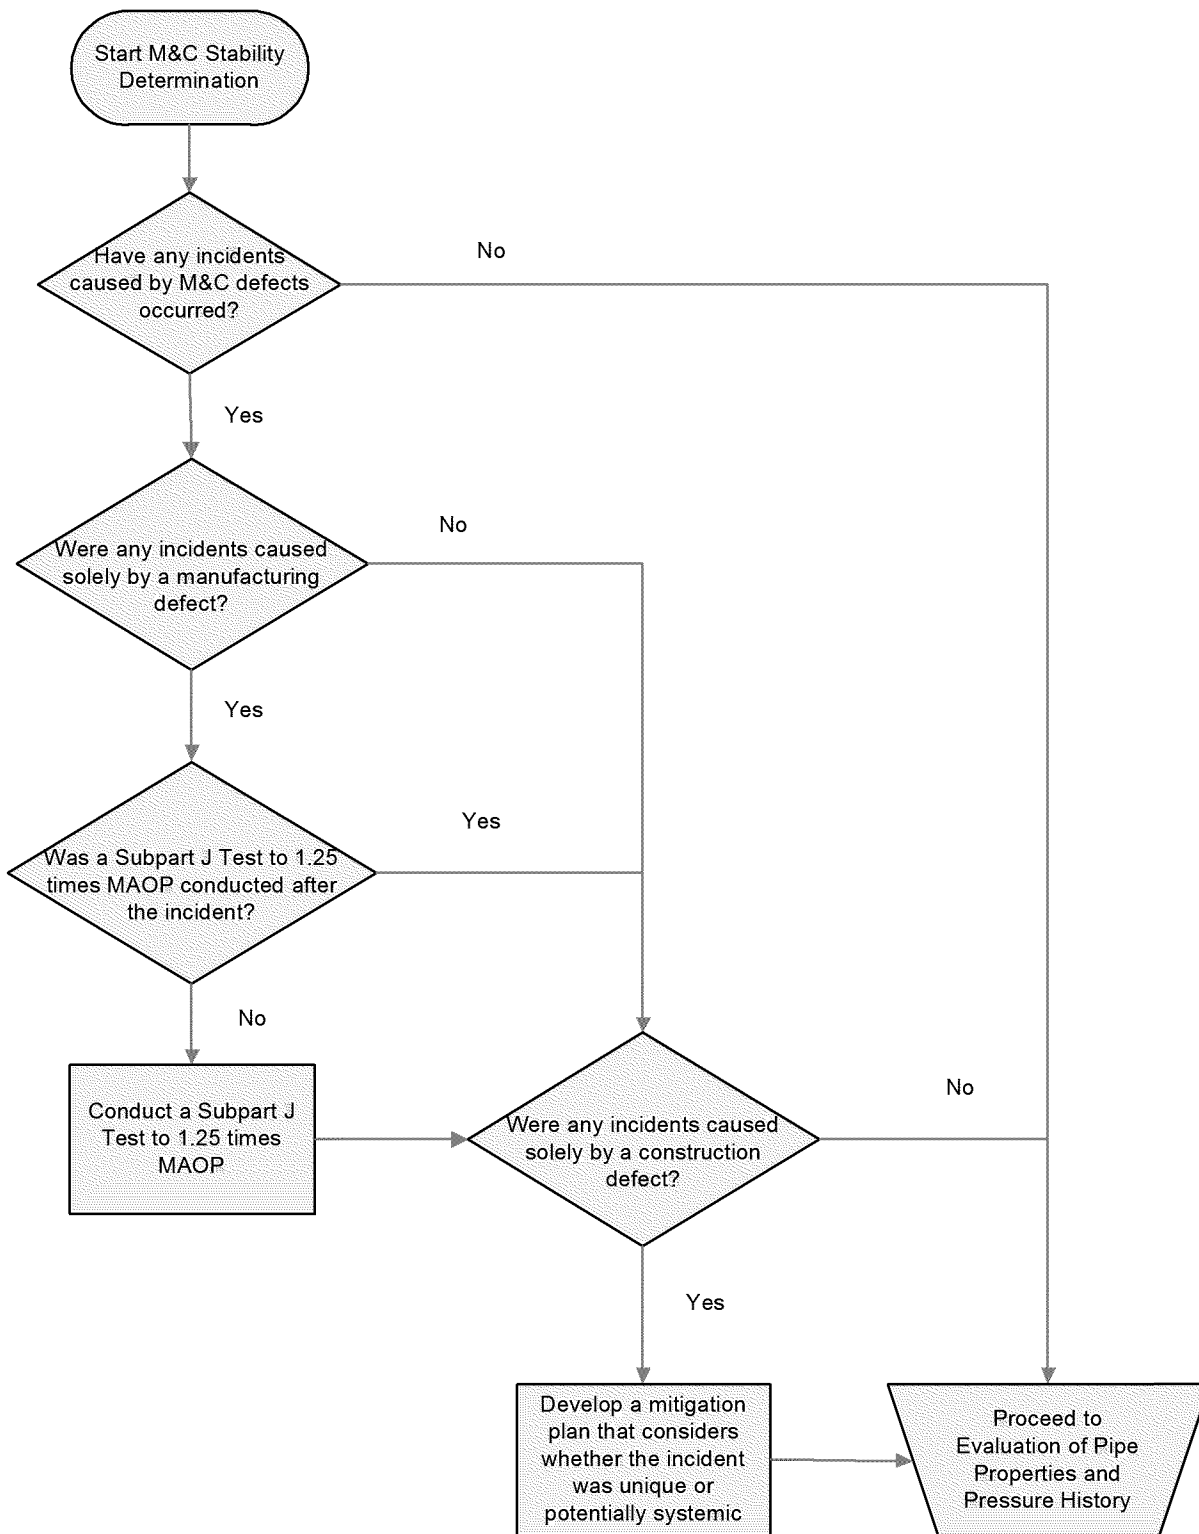 Start M&C Stability
Determination
Have any incidents
caused by M&C defects
occurred?
No
Yes
Were any incidents caused
solely by a manufacturing
defect?
No
Yes
Was a Subpart J Test to 1.25
times MAOP conducted after
the incident?
Yes
No
Conduct a Subpart J
Test to 1.25 times
MAOP
Were any incidents caused
solely by a construction
defect?
No
Yes
Develop a mitigation
plan that considers
whether the incident
was unique or
potentially systemic
Proceed to
Evaluation of Pipe
Properties and
Pressure History